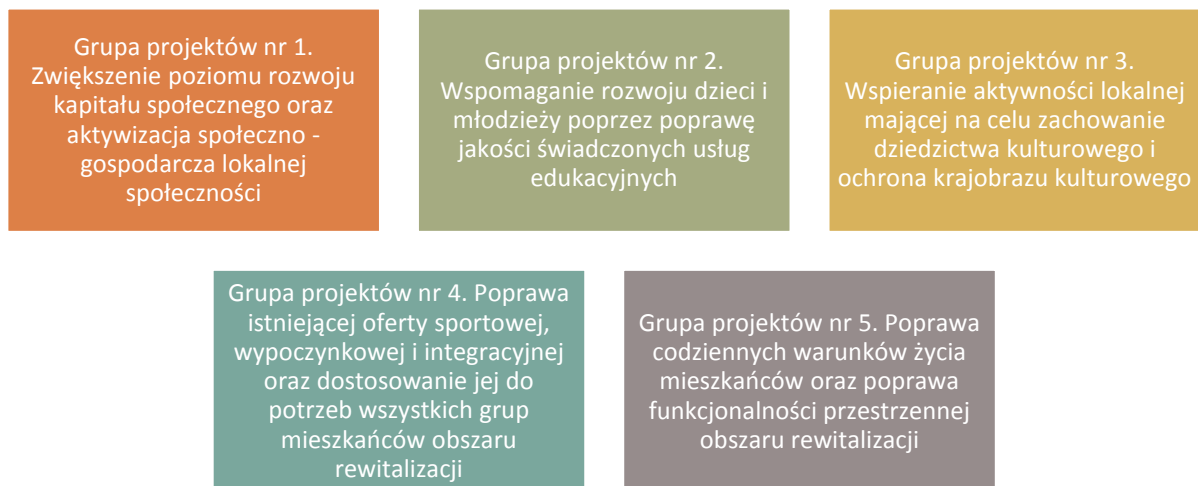 Grupa projektów nr 1.
Zwiększenie poziomu rozwoju
kapitału społecznego oraz
aktywizacja społeczno -
gospodarcza lokalnej
społeczności
Grupa projektów nr 2.
Wspomaganie rozwoju dzieci i
młodzieży poprzez poprawę
jakości świadczonych usług
edukacyjnych
Grupa projektów nr 3.
Wspieranie aktywności lokalnej
mającej na celu zachowanie
dziedzictwa kulturowego i
ochrona krajobrazu kulturowego
Grupa projektów nr 4. Poprawa
istniejącej oferty sportowej,
wypoczynkowej i integracyjnej
oraz dostosowanie jej do
potrzeb wszystkich grup
mieszkańców obszaru
rewitalizacji
Grupa projektów nr 5. Poprawa
codziennych warunków życia
mieszkańców oraz poprawa
funkcjonalności przestrzennej
obszaru rewitalizacji